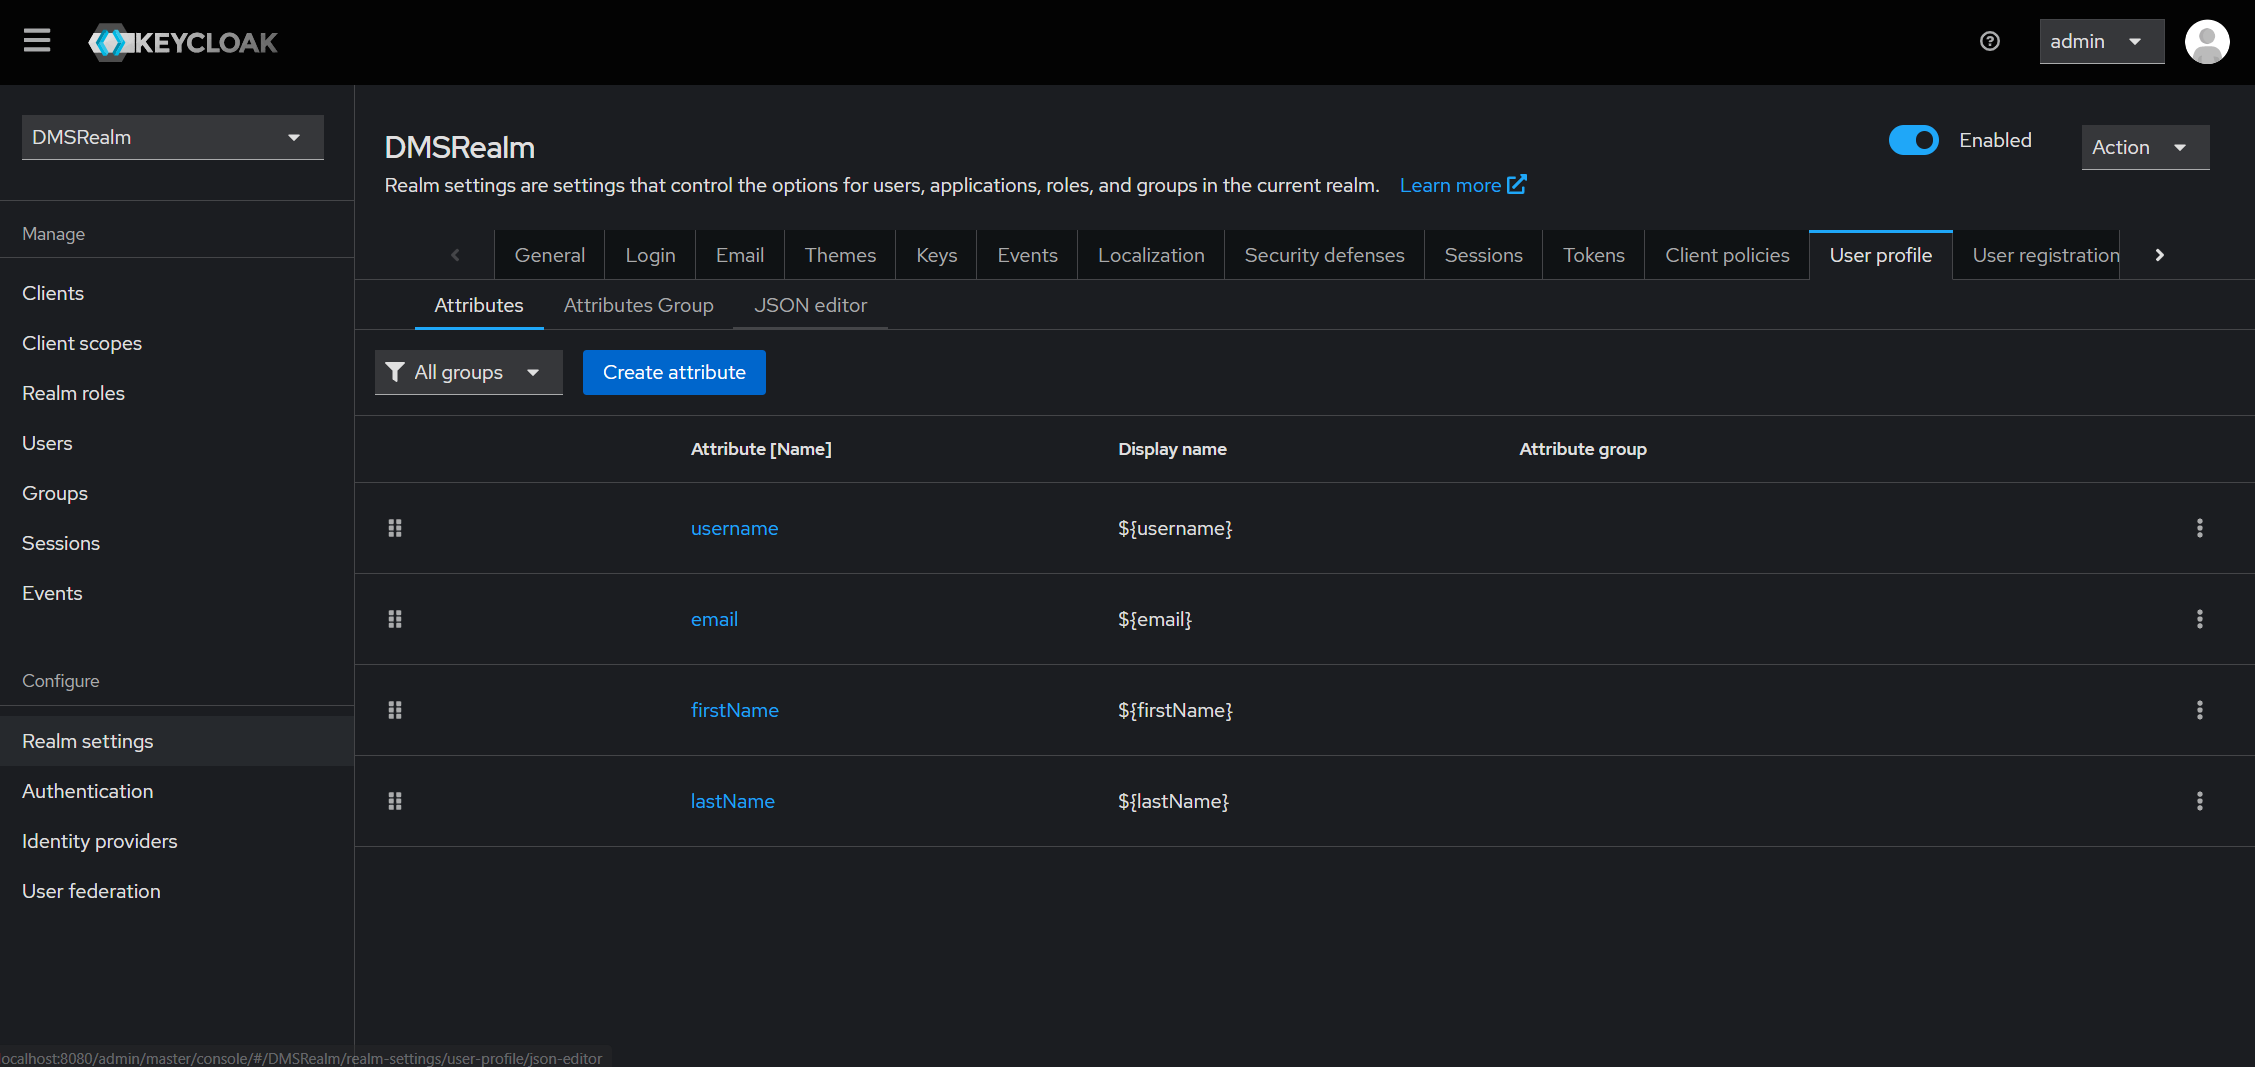 KEYCLOAK
admin
DMSRealm
Manage
Clients
Client scopes
Realm roles
Users
Groups
Sessions
Events
Configure
Realm settings
Authentication
Identity providers
User federation
DMSRealm
Enabled
Action
Realm settings are settings that control the options for users, applications, roles, and groups in the current realm. Learn more
General Login Email Themes Keys Events Localization Security defenses Sessions Tokens Client policies User profile User registration
Attributes Attributes Group JSON editor
All groups Create attribute
Attribute [Name] Display name Attribute group
username ${username}
email ${email}
firstName ${firstName}
lastName ${lastName}
ocalhost:8080/admin/master/console/#/DMSRealm/realm-settings/user-profile/json-editor